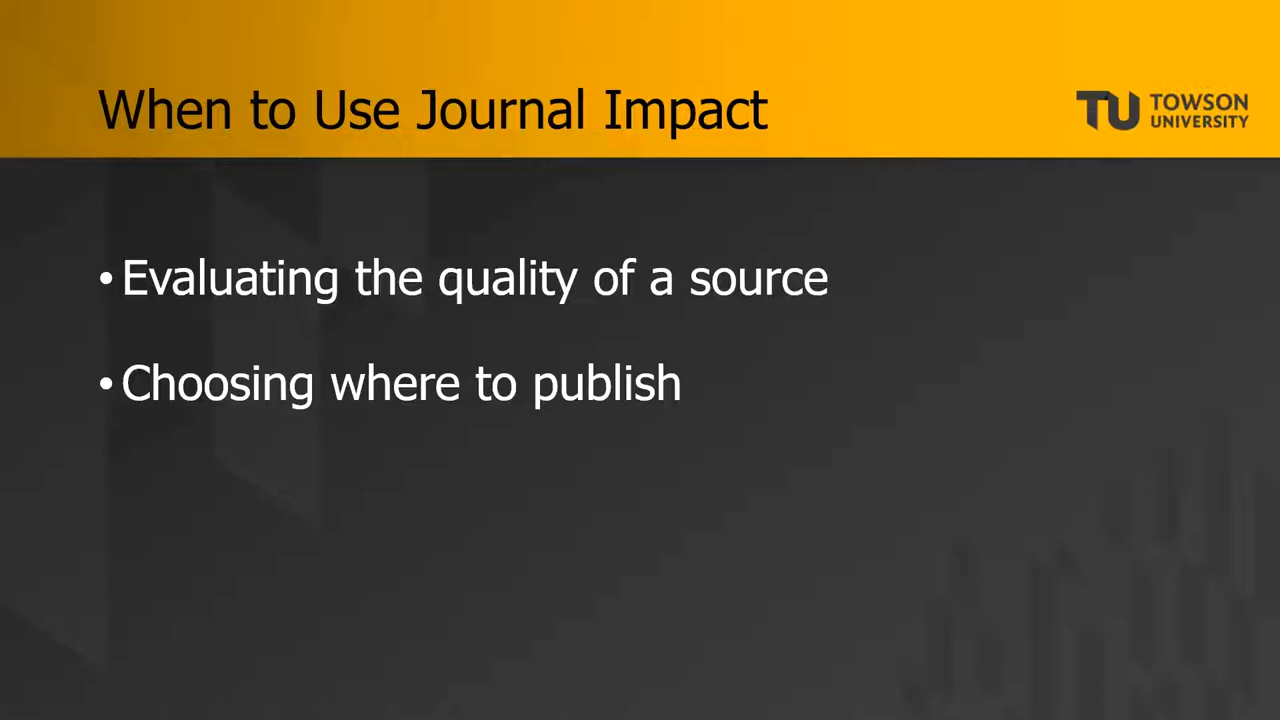 When to Use Journal Impact
TU TOWSON
UNIVERSITY
• Evaluating the quality of a source
• Choosing where to publish